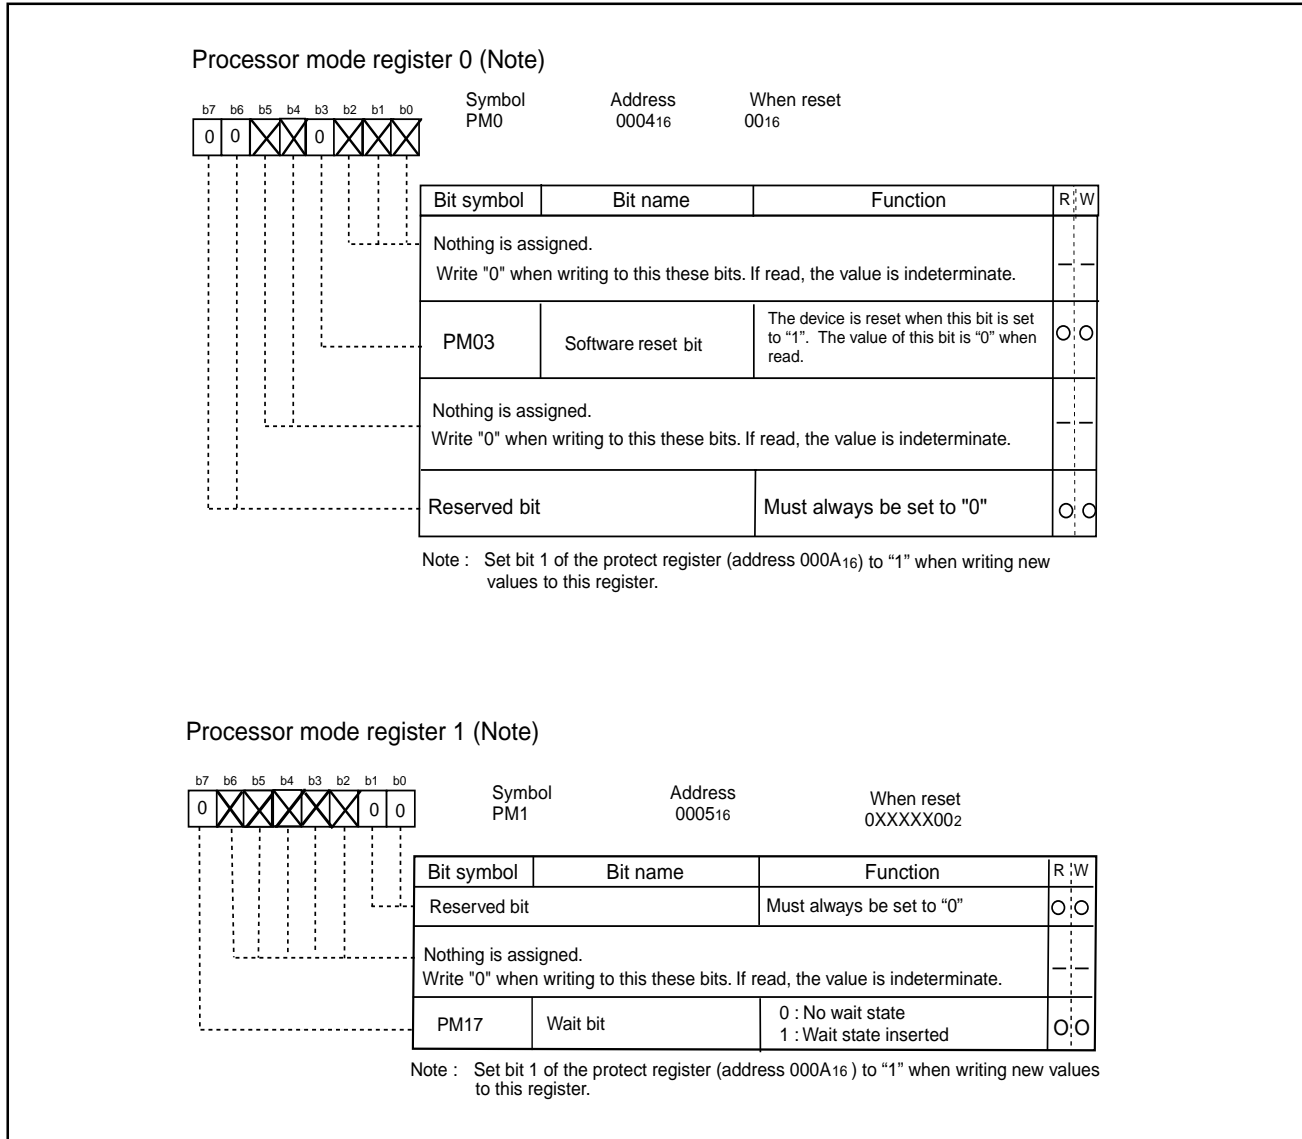 Processor mode register 0 (Note)
Symbol Address When reset
b7 b6 b5 b4 b3 b2 b1 b0
PM0 000416 0016
0 0 0
Bit symbol Bit name Function R W
Nothing is assigned.
Write "0" when writing to this these bits. If read, the value is indeterminate.
– –
PM03 Software reset bit The device is reset when this bit is set
to “1”. The value of this bit is “0” when
read.
O O
Nothing is assigned.
Write "0" when writing to this these bits. If read, the value is indeterminate.
– –
Reserved bit Must always be set to "0" O O
Note : Set bit 1 of the protect register (address 000A16) to “1” when writing new
values to this register.
Processor mode register 1 (Note)
b7 b6 b5 b4 b3 b2 b1 b0
Symbol Address When reset
PM1 000516 0XXXXX002
0 0 0
Bit symbol Bit name Function R W
Reserved bit Must always be set to “0” O O
Nothing is assigned.
Write "0" when writing to this these bits. If read, the value is indeterminate.
– –
PM17 Wait bit 0 : No wait state
1 : Wait state inserted
O O
Note : Set bit 1 of the protect register (address 000A16 ) to “1” when writing new values
to this register.